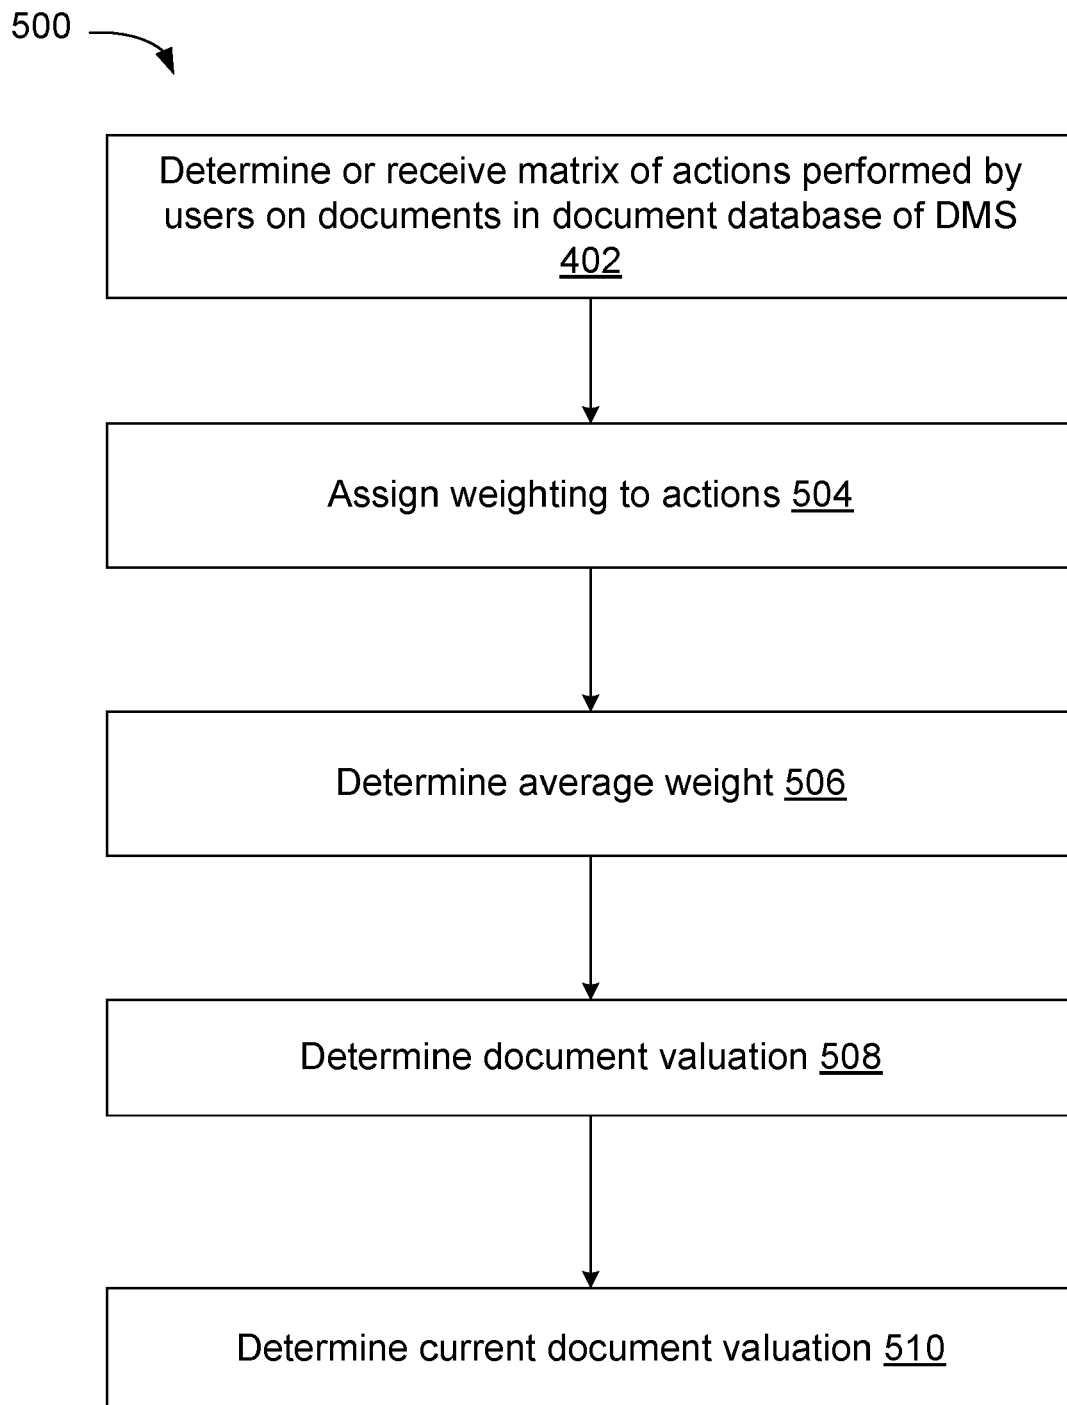 500
Determine or receive matrix of actions performed by
users on documents in document database of DMS
402
Assign weighting to actions 504
Determine average weight 506
Determine document valuation 508
Determine current document valuation 510